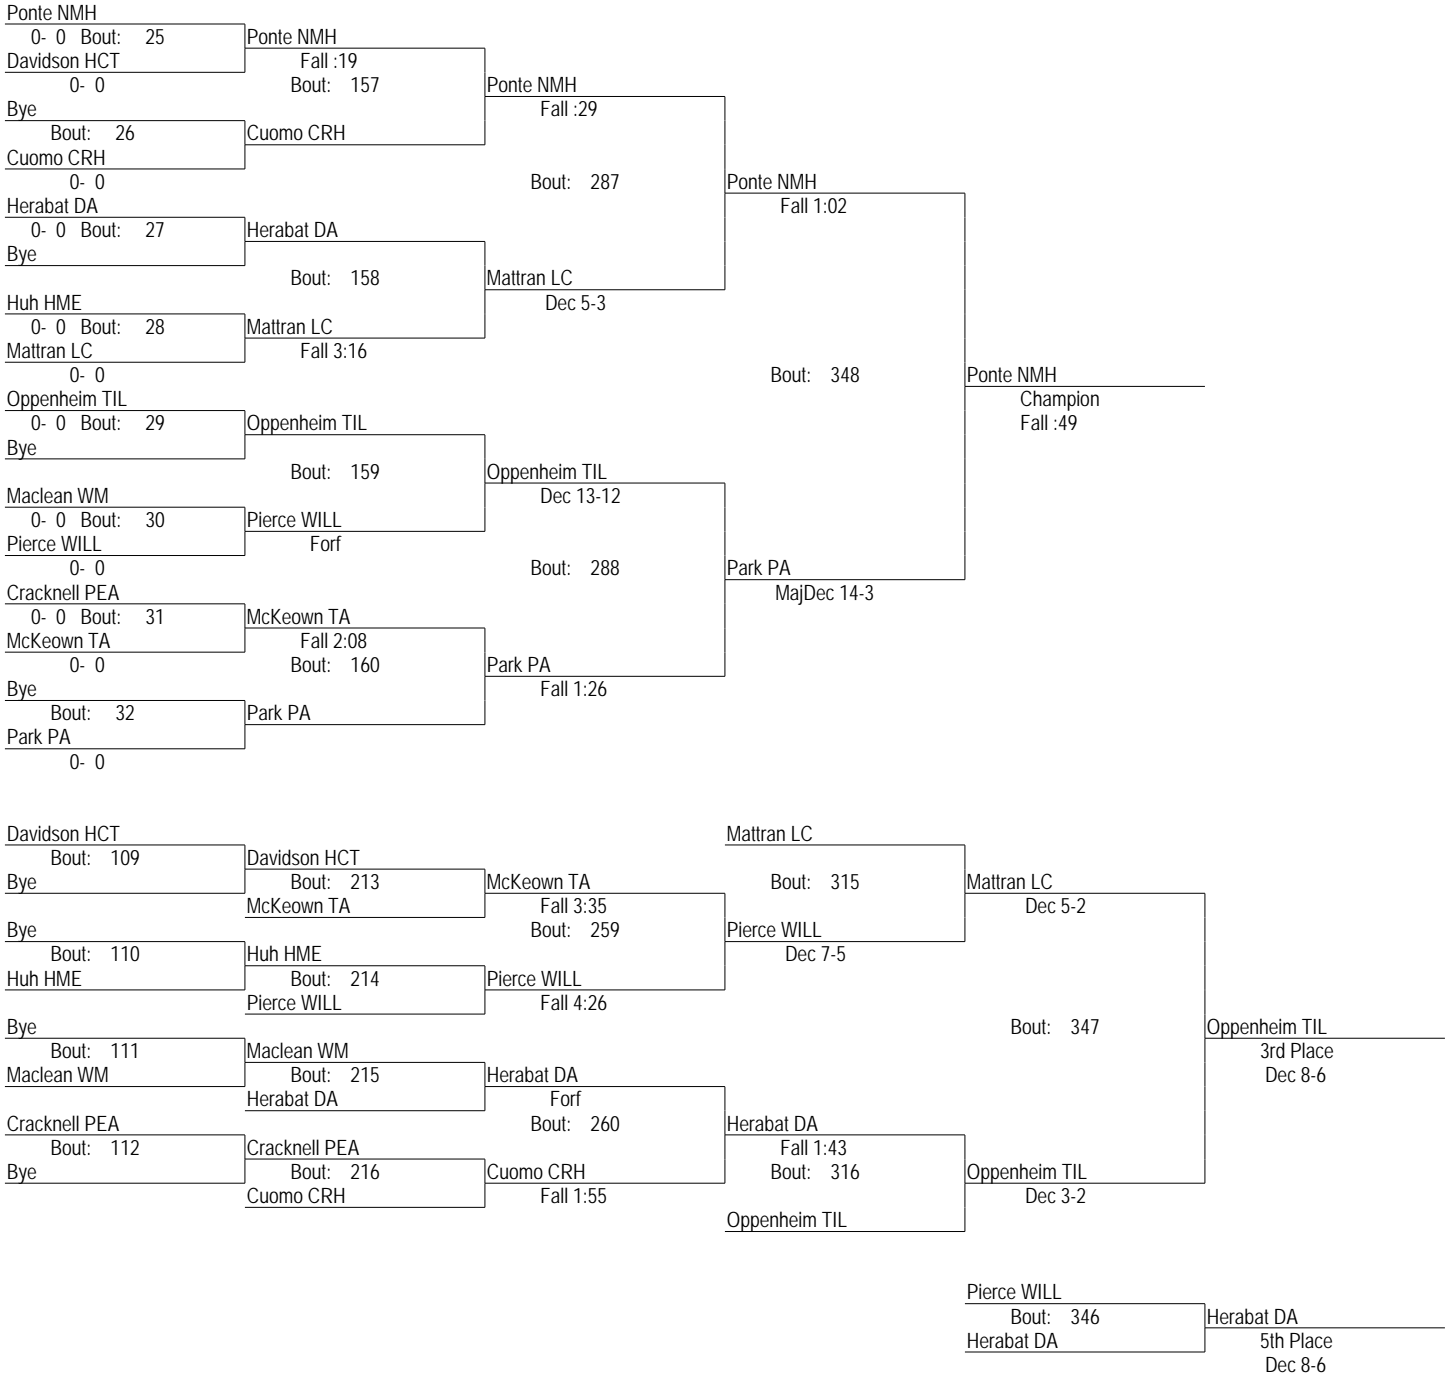 Ponte NMH
0- 0 Bout: 25 Ponte NMH
Davidson HCT Fall :19
0- 0 Bout: 157 Ponte NMH
Bye Fall :29
Bout: 26 Cuomo CRH
Cuomo CRH
0- 0 Bout: 287 Ponte NMH
Herabat DA Fall 1:02
0- 0 Bout: 27 Herabat DA
Bye
Bout: 158 Mattran LC
Huh HME Dec 5-3
0- 0 Bout: 28 Mattran LC
Mattran LC Fall 3:16
0- 0 Bout: 348 Ponte NMH
Oppenheim TIL Champion
0- 0 Bout: 29 Oppenheim TIL Fall :49
Bye
Bout: 159 Oppenheim TIL
Maclean WM Dec 13-12
0- 0 Bout: 30 Pierce WILL
Pierce WILL Forf
0- 0 Bout: 288 Park PA
Cracknell PEA MajDec 14-3
0- 0 Bout: 31 McKeown TA
McKeown TA Fall 2:08
0- 0 Bout: 160 Park PA
Bye Fall 1:26
Bout: 32 Park PA
Park PA
0- 0
Davidson HCT Mattran LC
Bout: 109 Davidson HCT
Bye Bout: 213 McKeown TA Bout: 315 Mattran LC
McKeown TA Fall 3:35 Dec 5-2
Bye Bout: 259 Pierce WILL
Bout: 110 Huh HME Dec 7-5
Huh HME Bout: 214 Pierce WILL
Pierce WILL Fall 4:26
Bye Bout: 347 Oppenheim TIL
Bout: 111 Maclean WM 3rd Place
Maclean WM Bout: 215 Herabat DA Dec 8-6
Herabat DA Forf
Cracknell PEA Bout: 260 Herabat DA
Bout: 112 Cracknell PEA Fall 1:43
Bye Bout: 216 Cuomo CRH Bout: 316 Oppenheim TIL
Cuomo CRH Fall 1:55 Dec 3-2
Oppenheim TIL
Pierce WILL
Bout: 346 Herabat DA
Herabat DA 5th Place
Dec 8-6